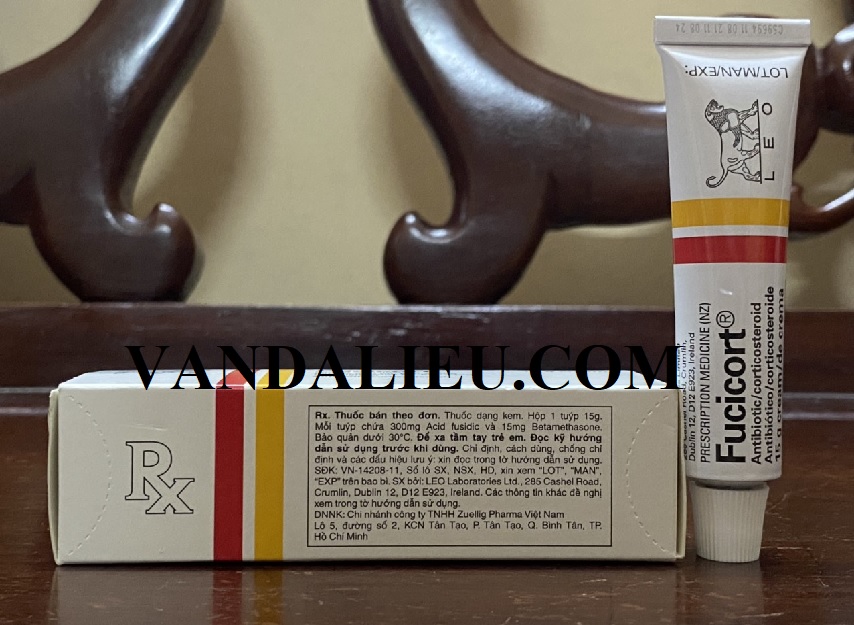 LOT/MAN/EXP:
LEO
PRESCRIPTION MEDICINE (NZ)
Fucicort®
Antibiotic/corticosteroid
Antibiótico/corticosteroide
15 g cream/de crema
Dublin 12, D12 E923, Ireland
VANDALIEU.COM
Rx
Rx. Thuốc bán theo đơn. Thuốc dạng kem. Hộp 1 tuýp 15g.
Mỗi tuýp chứa 300mg Acid fusidic và 15mg Betamethasone.
Bảo quản dưới 30°C. Để xa tầm tay trẻ em. Đọc kỹ hướng
dẫn sử dụng trước khi dùng. Chỉ định, cách dùng, chống chỉ
định và các dấu hiệu lưu ý: xin đọc trong tờ hướng dẫn sử dụng.
SĐK: VN-14208-11, Số lô SX, NSX, HD, xin xem "LOT", "MAN",
"EXP" trên bao bì. SX bởi: LEO Laboratories Ltd., 285 Cashel Road,
Crumlin, Dublin 12, D12 E923, Ireland. Các thông tin khác đề nghị
xem trong tờ hướng dẫn sử dụng.
DNNK: Chi nhánh công ty TNHH Zuellig Pharma Việt Nam
Lô 5, đường số 2, KCN Tân Tạo, P. Tân Tạo, Q. Bình Tân, TP.
Hồ Chí Minh